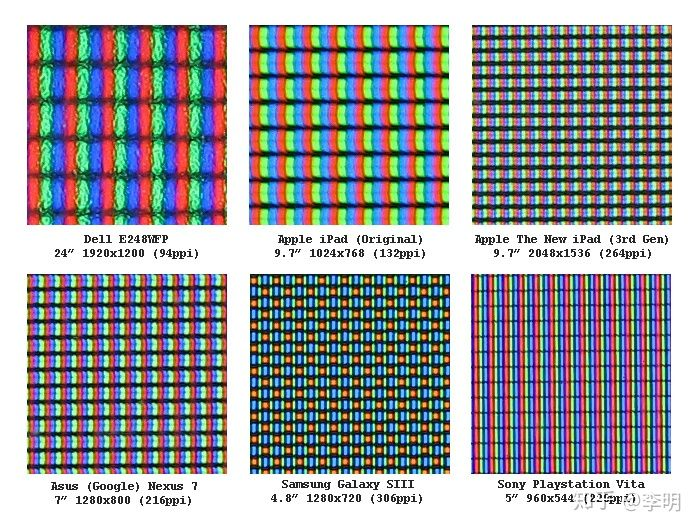 Dell E248WFP
24" 1920x1200 (94ppi)
Apple iPad (Original)
9.7" 1024x768 (132ppi)
Apple The New iPad (3rd Gen)
9.7" 2048x1536 (264ppi)
Asus (Google) Nexus 7
7" 1280x800 (216ppi)
Samsung Galaxy SIII
4.8" 1280x720 (306ppi)
Sony Playstation Vita
5" 960x544
知乎 @李明